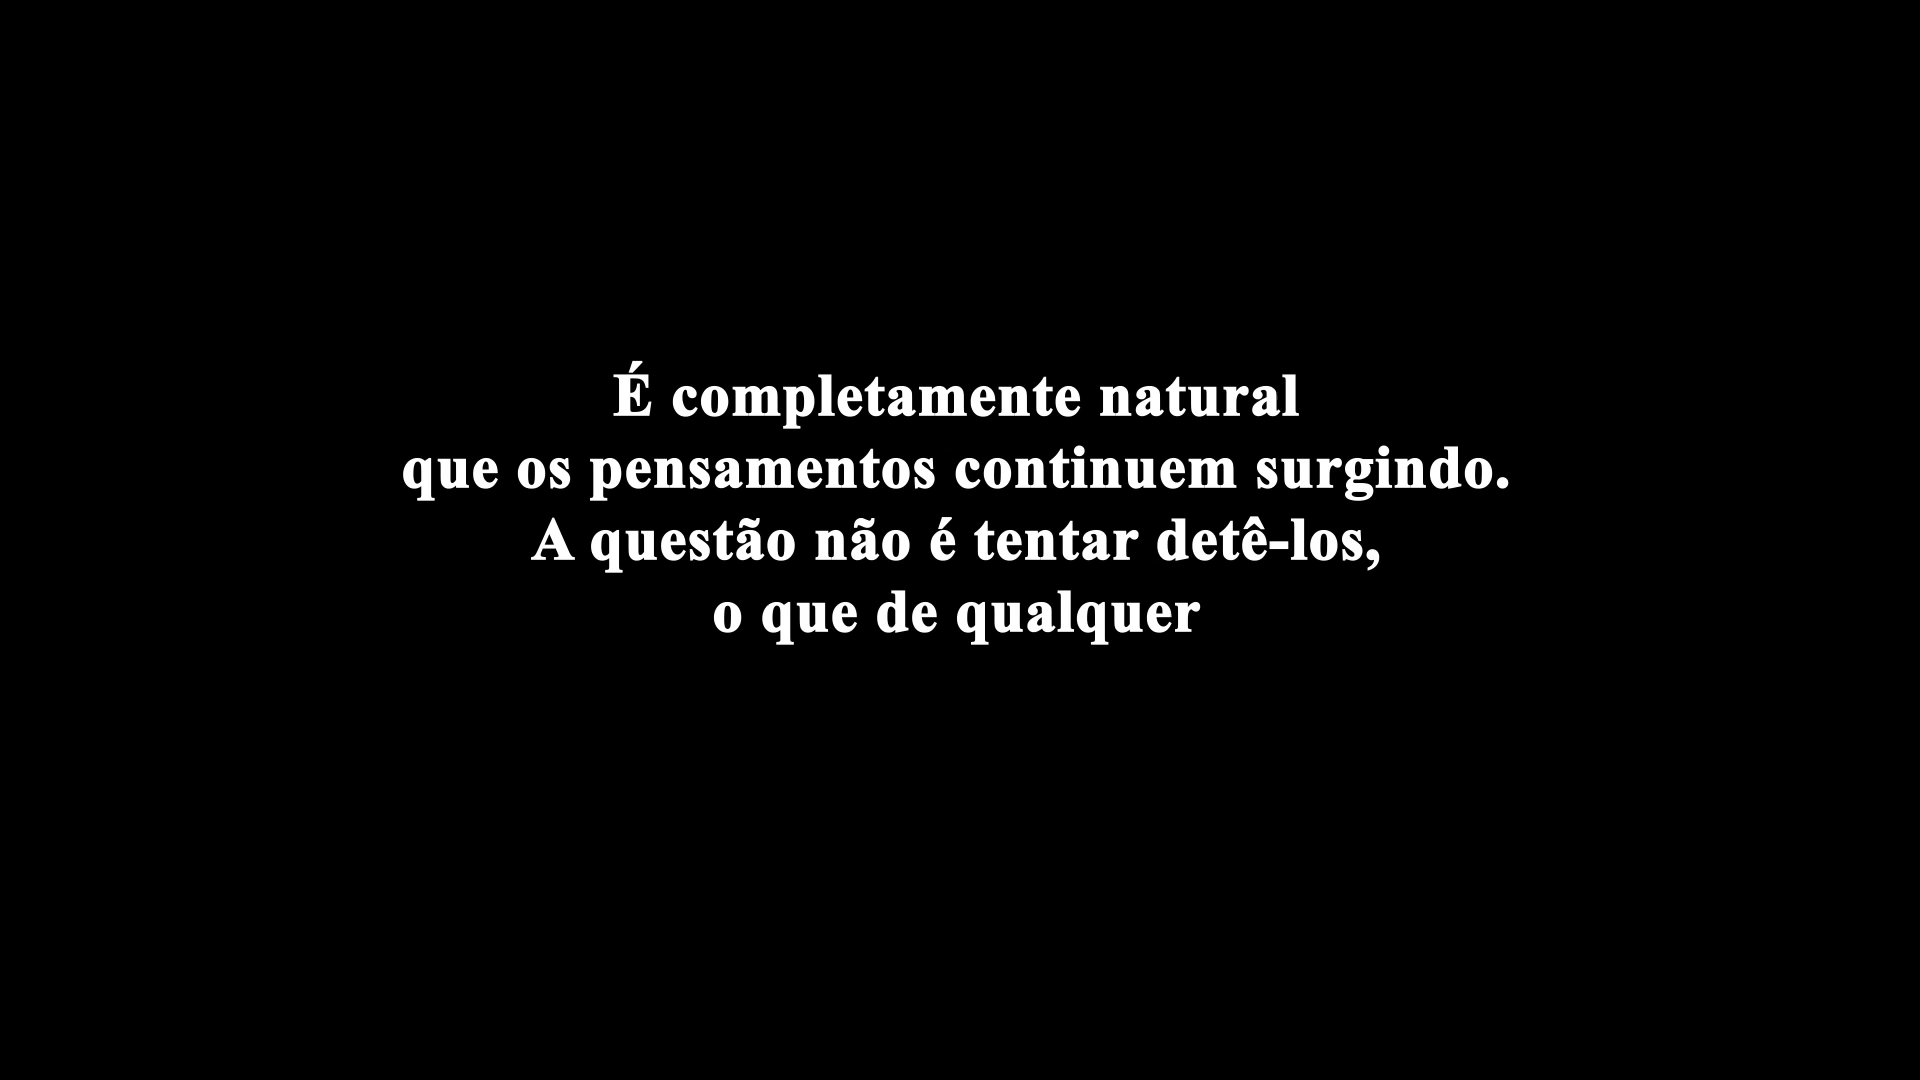 É completamente natural
que os pensamentos continuem surgindo.
A questão não é tentar detê-los,
o que de qualquer